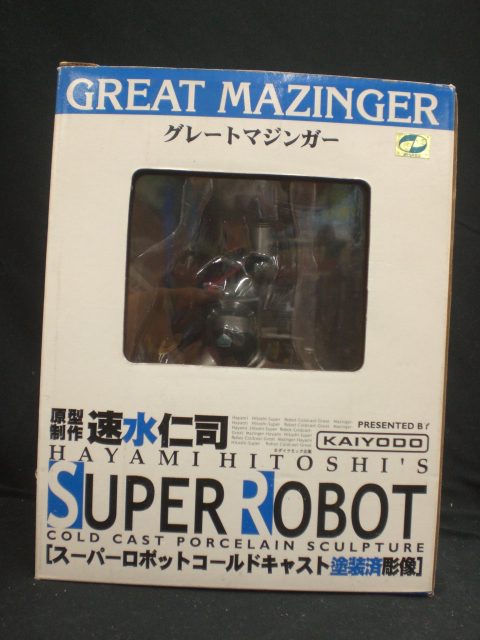 GREAT MAZINGER
グレートマジンガー
原型
制作
速水仁司
PRESENTED BY
KAIYODO
HAYAMI HITOSHI'S
SUPER ROBOT
COLD CAST PORCELAIN SCULPTURE
[スーパーロボットコールドキャスト塗装済彫像]